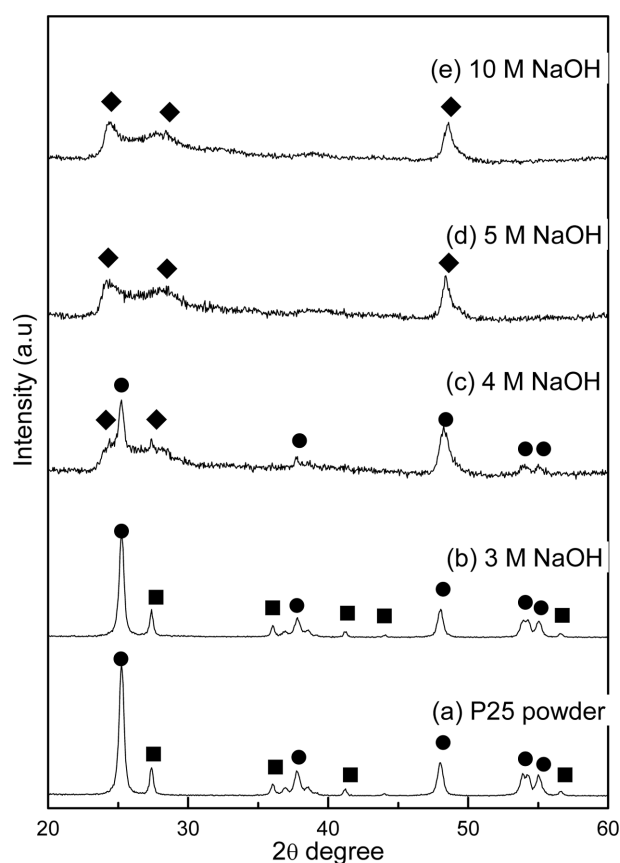 (e) 10 M NaOH
(d) 5 M NaOH
(c) 4 M NaOH
(b) 3 M NaOH
(a) P25 powder
Intensity (a.u)
20 30 40 50 60
2θ degree